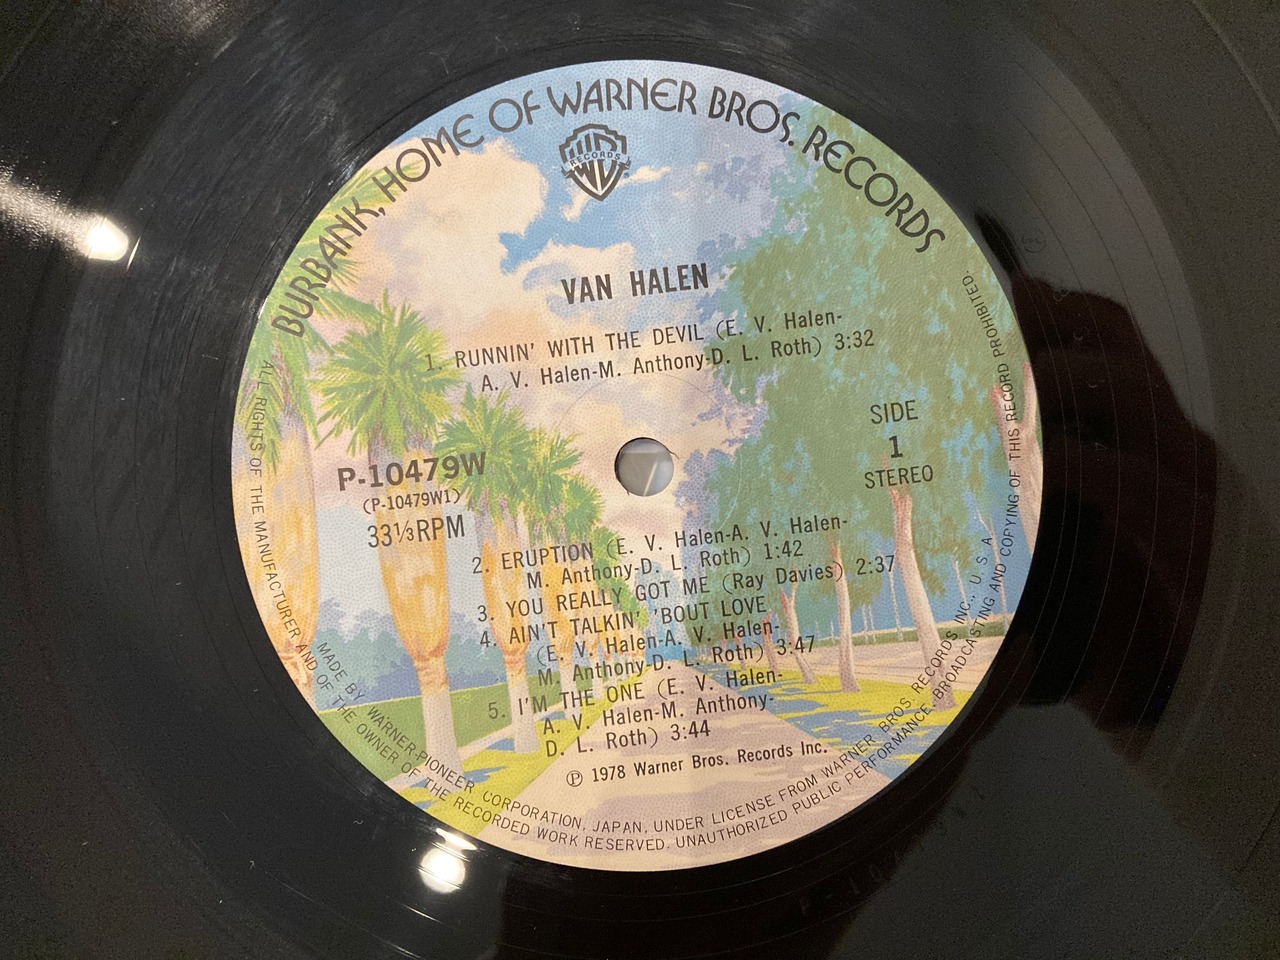 BURBANK, HOME OF WARNER BROS. RECORDS
W RECORDS
VAN HALEN
1. RUNNIN' WITH THE DEVIL (E. V. Halen-
A. V. Halen-M. Anthony-D. L. Roth) 3:32
SIDE
1
STEREO
P-10479W
(P-10479W1)
33⅓RPM
2. ERUPTION (E. V. Halen-A. V. Halen-
M. Anthony-D. L. Roth) 1:42
3. YOU REALLY GOT ME (Ray Davies) 2:37
4. AIN'T TALKIN' 'BOUT LOVE
(E. V. Halen-A. V. Halen-
M. Anthony-D. L. Roth) 3:47
5. I'M THE ONE (E. V. Halen-
A. V. Halen-M. Anthony-
D. L. Roth) 3:44
Ⓟ 1978 Warner Bros. Records Inc.
MADE BY WARNER-PIONEER CORPORATION, JAPAN, UNDER LICENSE FROM WARNER BROS. RECORDS INC., U. S. A.
ALL RIGHTS OF THE MANUFACTURER AND OF THE OWNER OF THE RECORDED WORK RESERVED. UNAUTHORIZED PUBLIC PERFORMANCE, BROADCASTING AND COPYING OF THIS RECORD PROHIBITED.